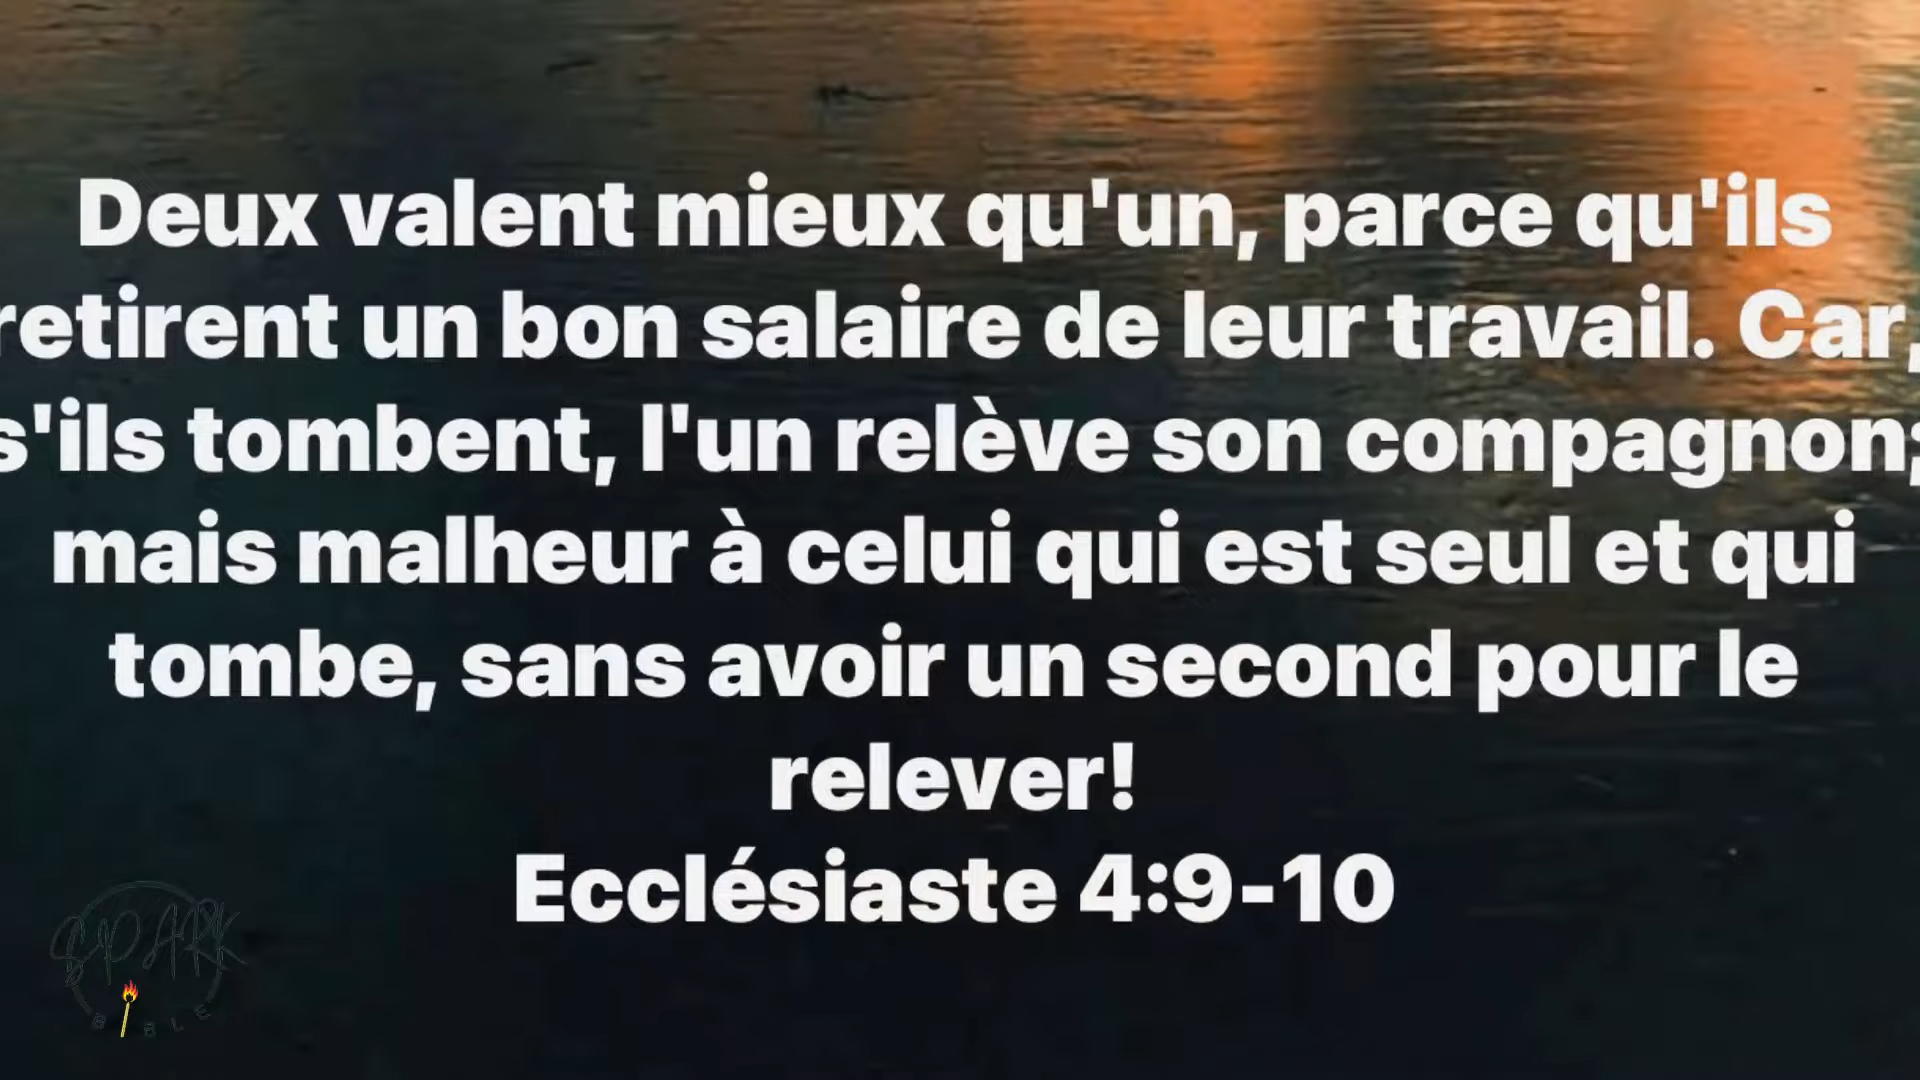 Deux valent mieux qu'un, parce qu'ils
retirent un bon salaire de leur travail. Car,
s'ils tombent, l'un relève son compagnon;
mais malheur à celui qui est seul et qui
tombe, sans avoir un second pour le
relever!
Ecclésiaste 4:9-10
SPARK
BIBLE